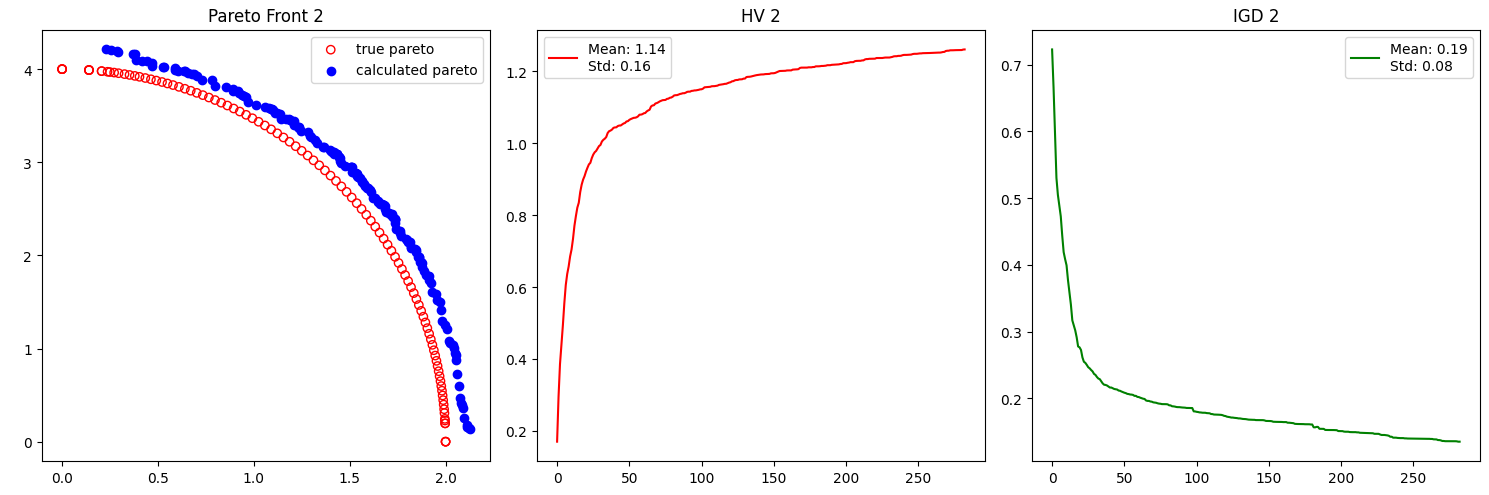 Pareto Front 2
true pareto
calculated pareto
4
3
2
1
0
0.0 0.5 1.0 1.5 2.0
HV 2
Mean: 1.14
Std: 0.16
1.2
1.0
0.8
0.6
0.4
0.2
0 50 100 150 200 250
IGD 2
Mean: 0.19
Std: 0.08
0.7
0.6
0.5
0.4
0.3
0.2
0 50 100 150 200 250